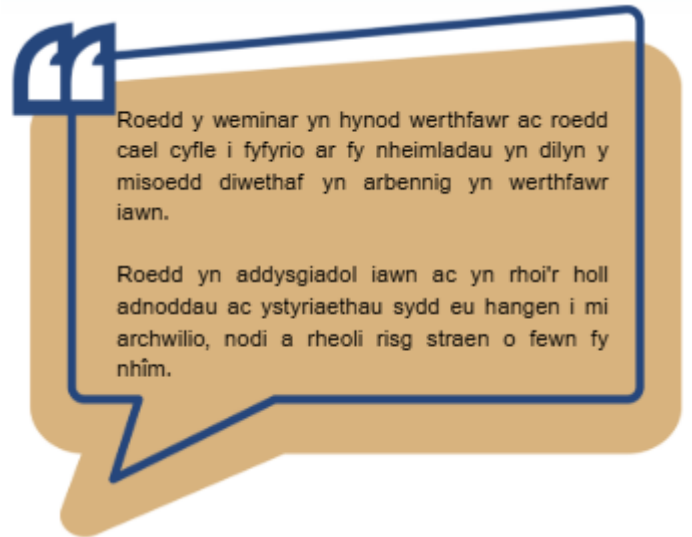 Roedd y weminar yn hynod werthfawr ac roedd
cael cyfle i fyfyrio ar fy nheimladau yn dilyn y
misoedd diwethaf yn arbennig yn werthfawr
iawn.
Roedd yn addysgiadol iawn ac yn rhoi'r holl
adnoddau ac ystyriaethau sydd eu hangen i mi
archwilio, nodi a rheoli risg straen o fewn fy
nhîm.